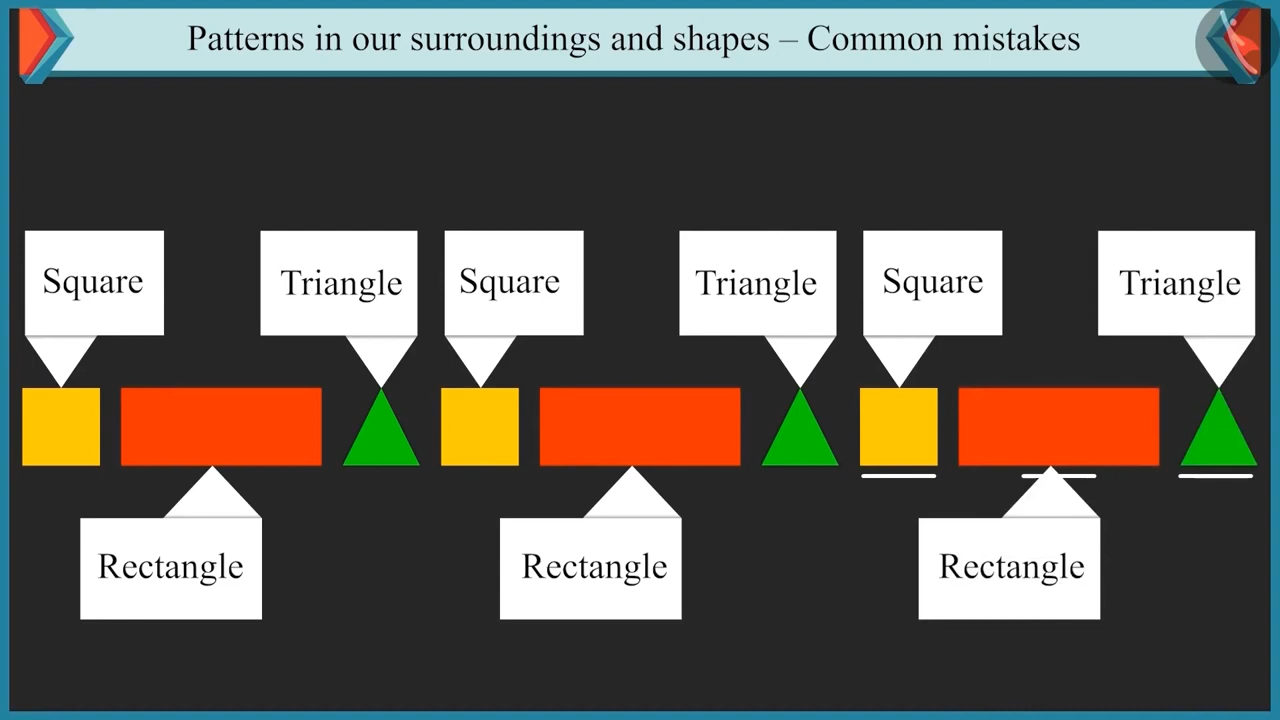 Patterns in our surroundings and shapes – Common mistakes
Square
Triangle
Square
Triangle
Square
Triangle
Rectangle
Rectangle
Rectangle